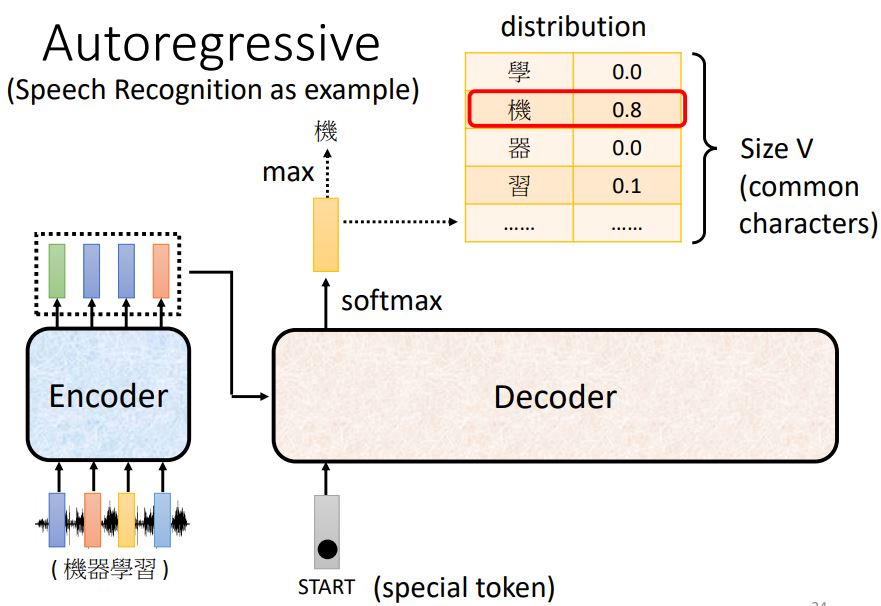 Autoregressive
(Speech Recognition as example)
distribution
學 0.0
機 0.8
器 0.0
習 0.1
...... ......
Size V
(common
characters)
機
max
softmax
Encoder
Decoder
( 機器學習 )
START (special token)